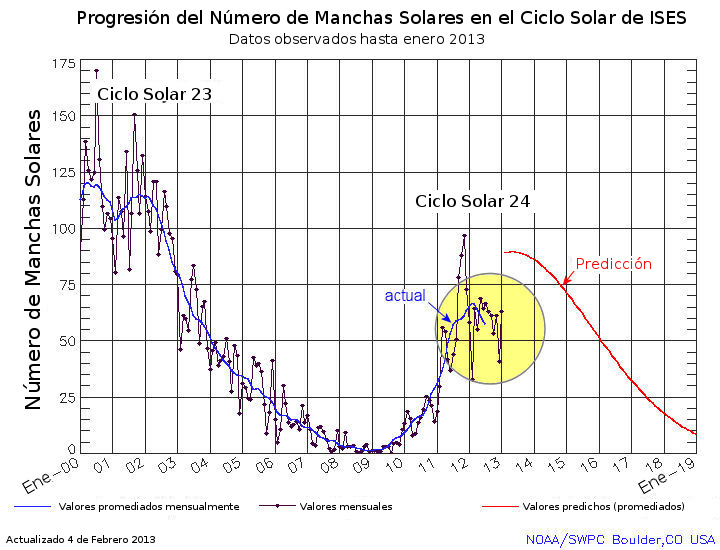 Progresión del Número de Manchas Solares en el Ciclo Solar de ISES
Datos observados hasta enero 2013
Número de Manchas Solares
175
150
125
100
75
50
25
0
Ciclo Solar 23
Ciclo Solar 24
actual
Predicción
Ene-00 01 02 03 04 05 06 07 08 09 10 11 12 13 14 15 16 17 18 Ene-19
Valores promediados mensualmente Valores mensuales Valores predichos (promediados)
Actualizado 4 de Febrero 2013
NOAA/SWPC Boulder,CO USA